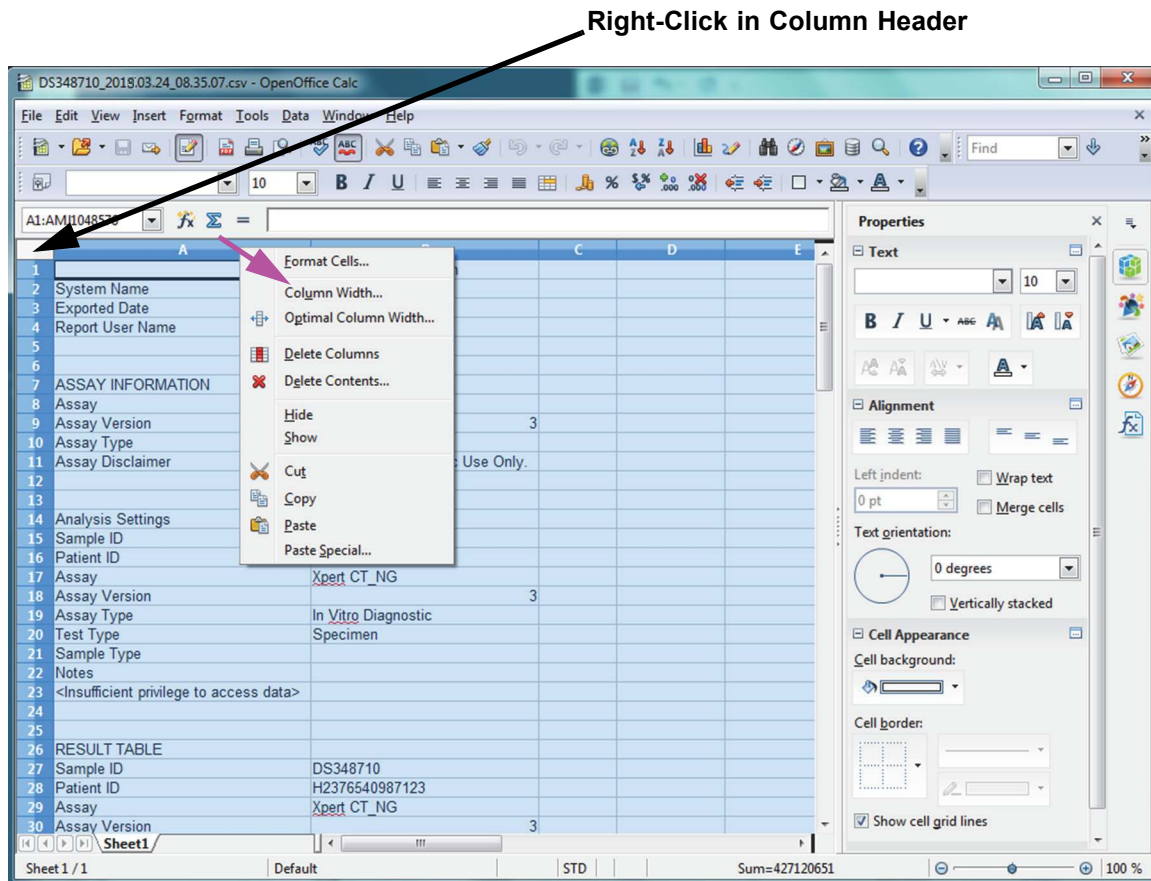 Right-Click in Column Header
DS348710_2018.03.24_08.35.07.csv - OpenOffice Calc
File Edit View Insert Format Tools Data Window Help
Find
10
A1:AMJ1048576
Properties
A C D E
Text
10
1
2 System Name
3 Exported Date
4 Report User Name
5
6
7 ASSAY INFORMATION
8 Assay
9 Assay Version 3
10 Assay Type
11 Assay Disclaimer Use Only.
12
13
14 Analysis Settings
15 Sample ID
16 Patient ID
17 Assay Xpert CT_NG
18 Assay Version 3
19 Assay Type In Vitro Diagnostic
20 Test Type Specimen
21 Sample Type
22 Notes
23 <Insufficient privilege to access data>
24
25
26 RESULT TABLE
27 Sample ID DS348710
28 Patient ID H2376540987123
29 Assay Xpert CT_NG
30 Assay Version 3
Format Cells...
Column Width...
Optimal Column Width...
Delete Columns
Delete Contents...
Hide
Show
Cut
Copy
Paste
Paste Special...
Alignment
Left indent:
Wrap text
0 pt
Merge cells
Text orientation:
0 degrees
Vertically stacked
Cell Appearance
Cell background:
Cell border:
Show cell grid lines
Sheet1
Sheet 1 / 1 Default STD Sum=427120651 100 %